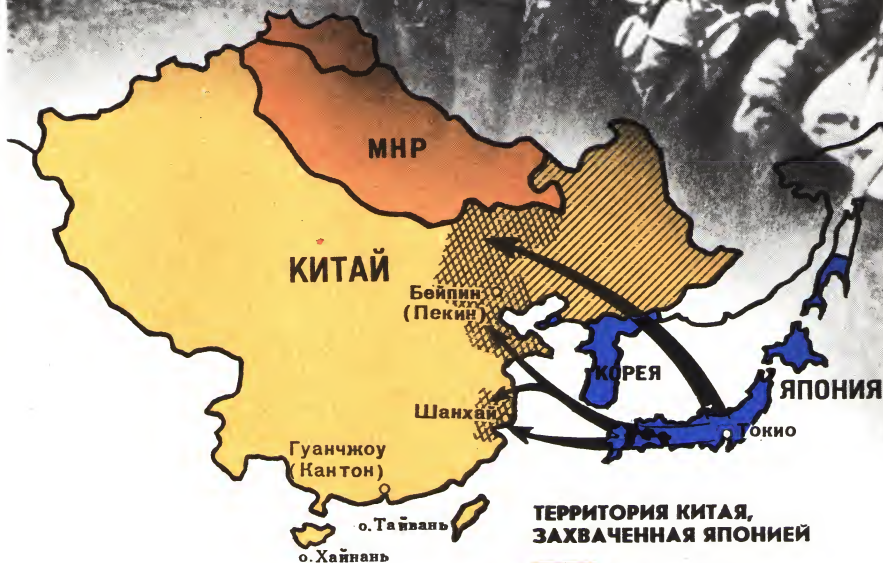 МНР
КИТАЙ
Бейпин
(Пекин)
КОРЕЯ
ЯПОНИЯ
Шанхай
Токио
Гуанчжоу
(Кантон)
о.Тайвань
о.Хайнань
ТЕРРИТОРИЯ КИТАЯ,
ЗАХВАЧЕННАЯ ЯПОНИЕЙ